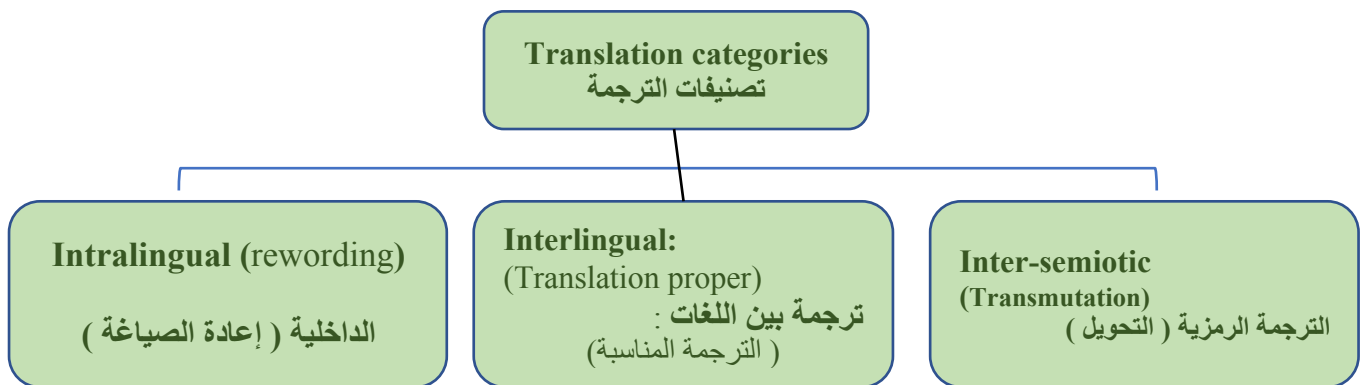 Translation categories
تصنيفات الترجمة
Intralingual (rewording)
الداخلية ( إعادة الصياغة )
Interlingual:
(Translation proper)
ترجمة بين اللغات :
( الترجمة المناسبة)
Inter-semiotic
(Transmutation)
الترجمة الرمزية ( التحويل )